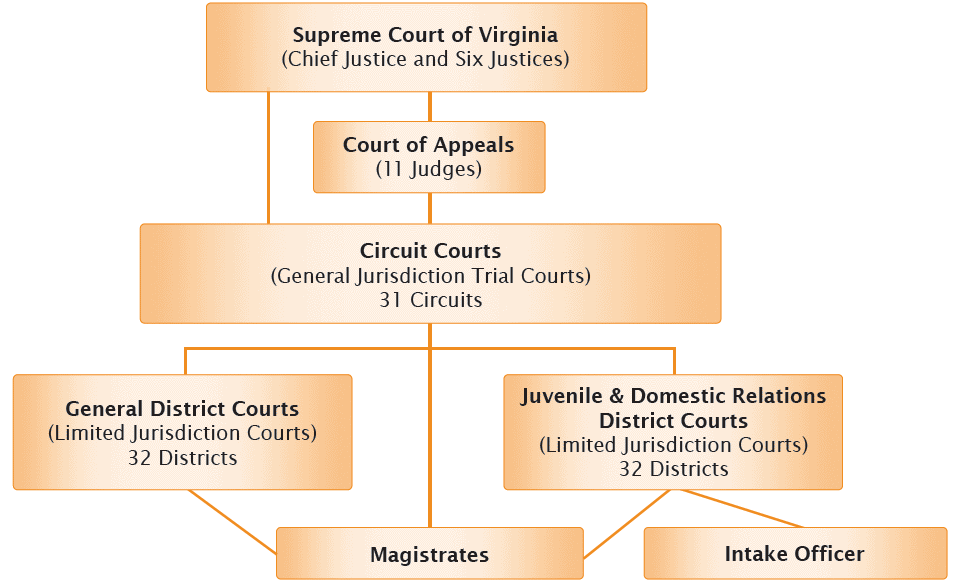 Supreme Court of Virginia
(Chief Justice and Six Justices)
Court of Appeals
(11 Judges)
Circuit Courts
(General Jurisdiction Trial Courts)
31 Circuits
General District Courts
(Limited Jurisdiction Courts)
32 Districts
Juvenile & Domestic Relations
District Courts
(Limited Jurisdiction Courts)
32 Districts
Magistrates
Intake Officer